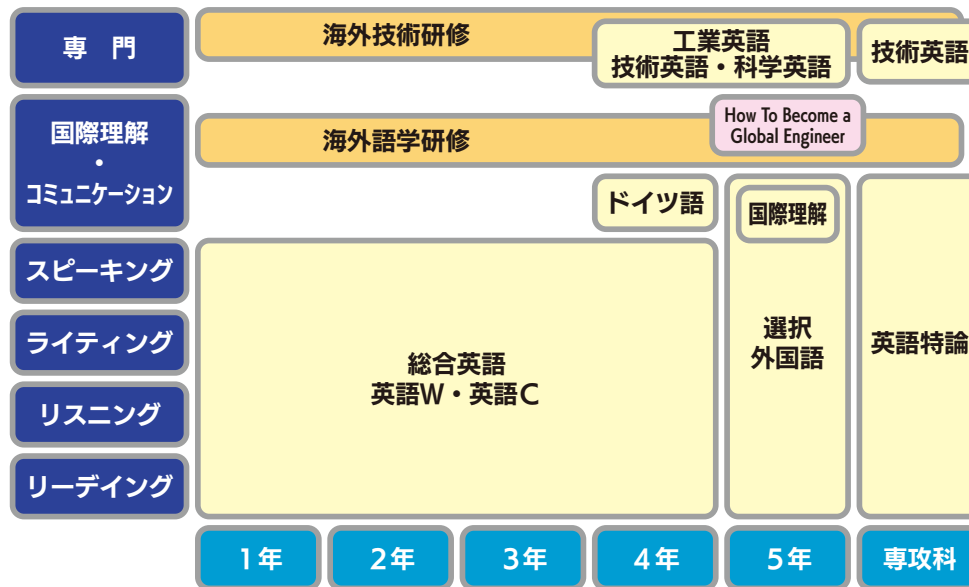 専 門
海外技術研修
工業英語
技術英語・科学英語
技術英語
国際理解
・
コミュニケーション
海外語学研修
How To Become a
Global Engineer
ドイツ語
国際理解
スピーキング
ライティング
リスニング
リーデイング
総合英語
英語W・英語C
選択
外国語
英語特論
1年
2年
3年
4年
5年
専攻科